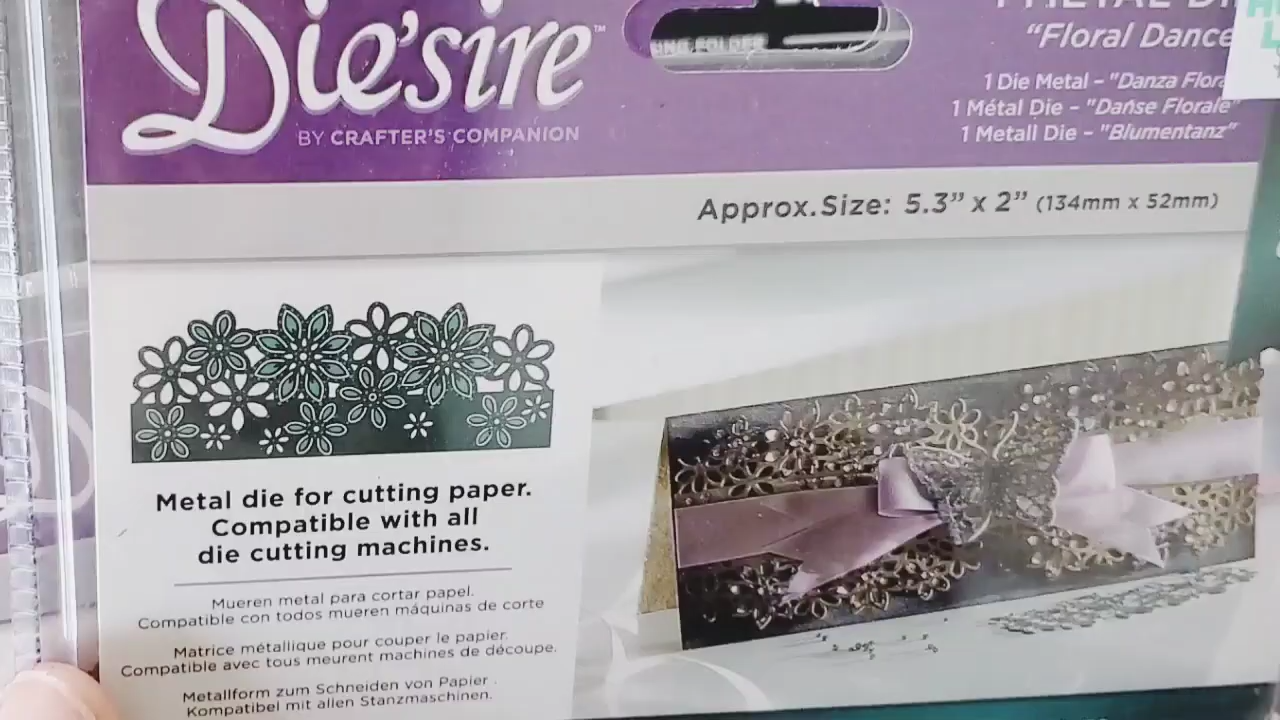 Die'sire™
BY CRAFTER'S COMPANION
"Floral Dance
1 Die Metal – "Danza Flora
1 Métal Die – "Danse Florale"
1 Metall Die – "Blumentanz"
Approx. Size: 5.3" x 2" (134mm x 52mm)
Metal die for cutting paper.
Compatible with all
die cutting machines.
Mueren metal para cortar papel.
Compatible con todos mueren máquinas de corte
Matrice métallique pour couper le papier.
Compatible avec tous meurent machines de découpe.
Metallform zum Schneiden von Papier .
Kompatibel mit allen Stanzmaschinen.